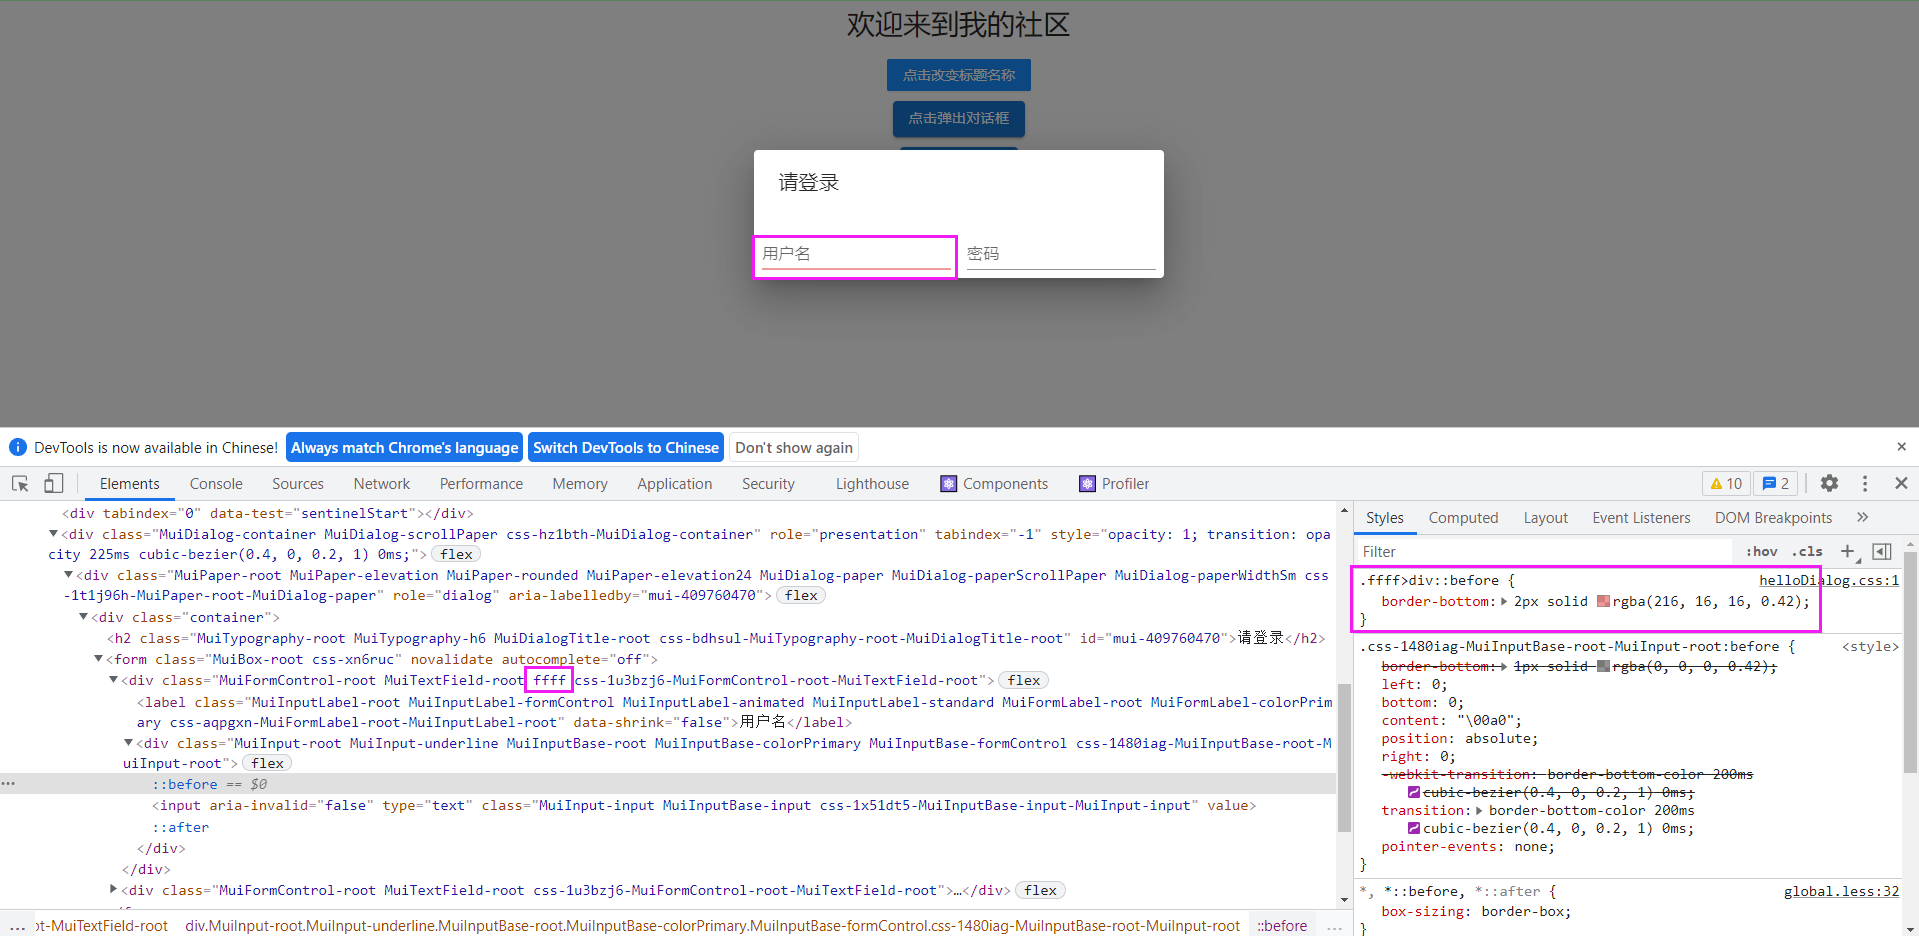 欢迎来到我的社区
点击改变标题名称
点击弹出对话框
请登录
用户名
密码
DevTools is now available in Chinese! Always match Chrome's language Switch DevTools to Chinese Don't show again
Elements Console Sources Network Performance Memory Application Security Lighthouse Components Profiler 10 2
<div tabindex="0" data-test="sentinelStart"></div>
<div class="MuiDialog-container MuiDialog-scrollPaper css-hz1bth-MuiDialog-container" role="presentation" tabindex="-1" style="opacity: 1; transition: opa
city 225ms cubic-bezier(0.4, 0, 0.2, 1) 0ms;"> flex
<div class="MuiPaper-root MuiPaper-elevation MuiPaper-rounded MuiPaper-elevation24 MuiDialog-paper MuiDialog-paperScrollPaper MuiDialog-paperWidthSm css
-1t1j96h-MuiPaper-root-MuiDialog-paper" role="dialog" aria-labelledby="mui-409760470"> flex
<div class="container">
<h2 class="MuiTypography-root MuiTypography-h6 MuiDialogTitle-root css-bdhsul-MuiTypography-root-MuiDialogTitle-root" id="mui-409760470">请登录</h2>
<form class="MuiBox-root css-xn6ruc" novalidate autocomplete="off">
<div class="MuiFormControl-root MuiTextField-root ffff css-1u3bzj6-MuiFormControl-root-MuiTextField-root"> flex
<label class="MuiInputLabel-root MuiInputLabel-formControl MuiInputLabel-animated MuiInputLabel-standard MuiFormLabel-root MuiFormLabel-colorPrim
ary css-aqpgxn-MuiFormLabel-root-MuiInputLabel-root" data-shrink="false">用户名</label>
<div class="MuiInput-root MuiInput-underline MuiInputBase-root MuiInputBase-colorPrimary MuiInputBase-formControl css-1480iag-MuiInputBase-root-M
uiInput-root"> flex
... ::before == $0
<input aria-invalid="false" type="text" class="MuiInput-input MuiInputBase-input css-1x51dt5-MuiInputBase-input-MuiInput-input" value>
::after
</div>
</div>
<div class="MuiFormControl-root MuiTextField-root css-1u3bzj6-MuiFormControl-root-MuiTextField-root">…</div> flex
... ot-MuiTextField-root div.MuiInput-root.MuiInput-underline.MuiInputBase-root.MuiInputBase-colorPrimary.MuiInputBase-formControl.css-1480iag-MuiInputBase-root-MuiInput-root ::before ...
Styles Computed Layout Event Listeners DOM Breakpoints
Filter :hov .cls
.ffff>div::before { helloDialog.css:1
border-bottom: 2px solid rgba(216, 16, 16, 0.42);
}
.css-1480iag-MuiInputBase-root-MuiInput-root:before { <style>
border-bottom: 1px solid rgba(0, 0, 0, 0.42);
left: 0;
bottom: 0;
content: "\00a0";
position: absolute;
right: 0;
-webkit-transition: border-bottom-color 200ms
cubic-bezier(0.4, 0, 0.2, 1) 0ms;
transition: border-bottom-color 200ms
cubic-bezier(0.4, 0, 0.2, 1) 0ms;
pointer-events: none;
}
*, *::before, *::after { global.less:32
box-sizing: border-box;
}